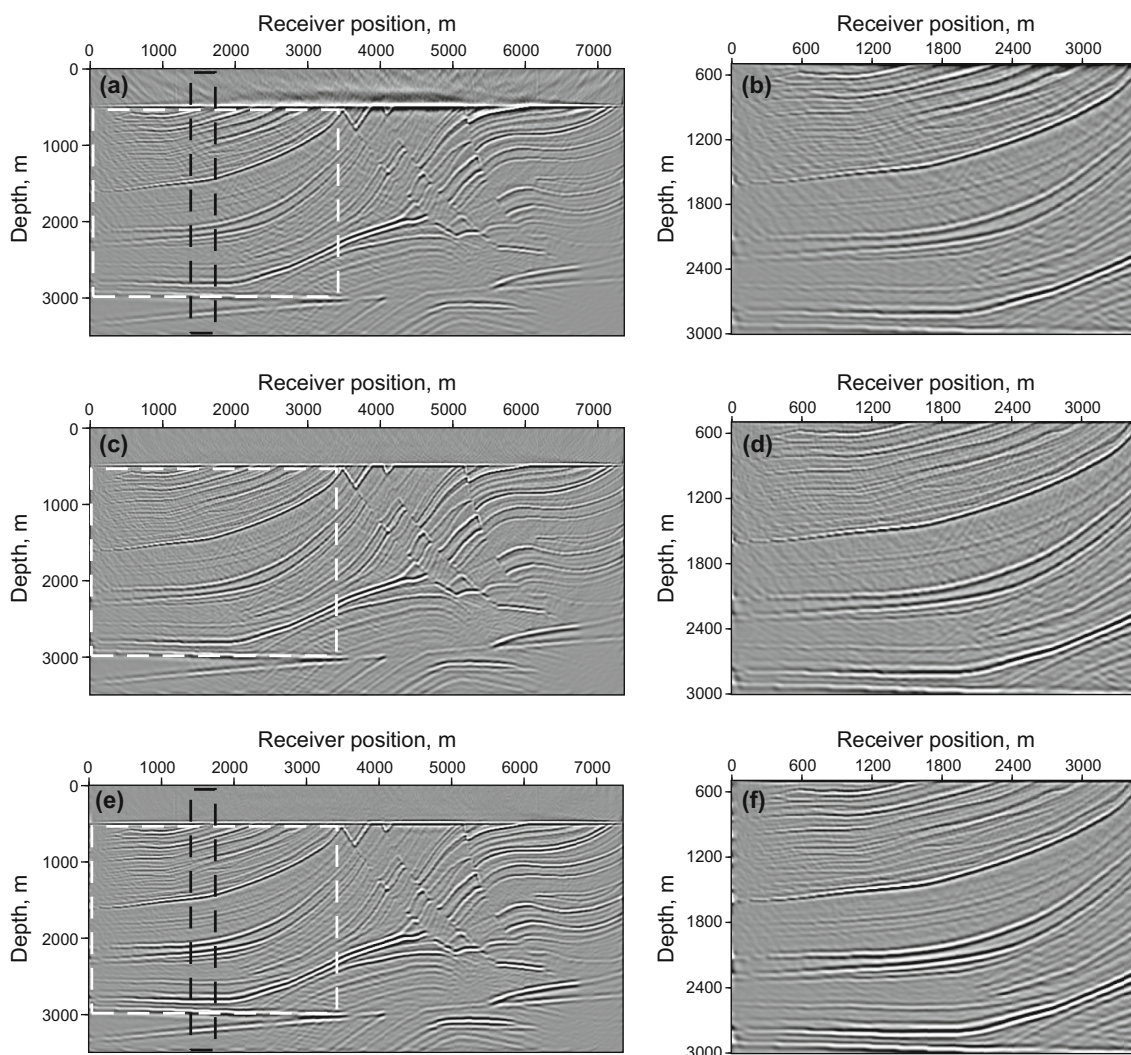 Receiver position, m
0 1000 2000 3000 4000 5000 6000 7000
Depth, m
0
1000
2000
3000
(a)
Receiver position, m
0 600 1200 1800 2400 3000
Depth, m
600
1200
1800
2400
3000
(b)
Receiver position, m
0 1000 2000 3000 4000 5000 6000 7000
Depth, m
0
1000
2000
3000
(c)
Receiver position, m
0 600 1200 1800 2400 3000
Depth, m
600
1200
1800
2400
3000
(d)
Receiver position, m
0 1000 2000 3000 4000 5000 6000 7000
Depth, m
0
1000
2000
3000
(e)
Receiver position, m
0 600 1200 1800 2400 3000
Depth, m
600
1200
1800
2400
3000
(f)